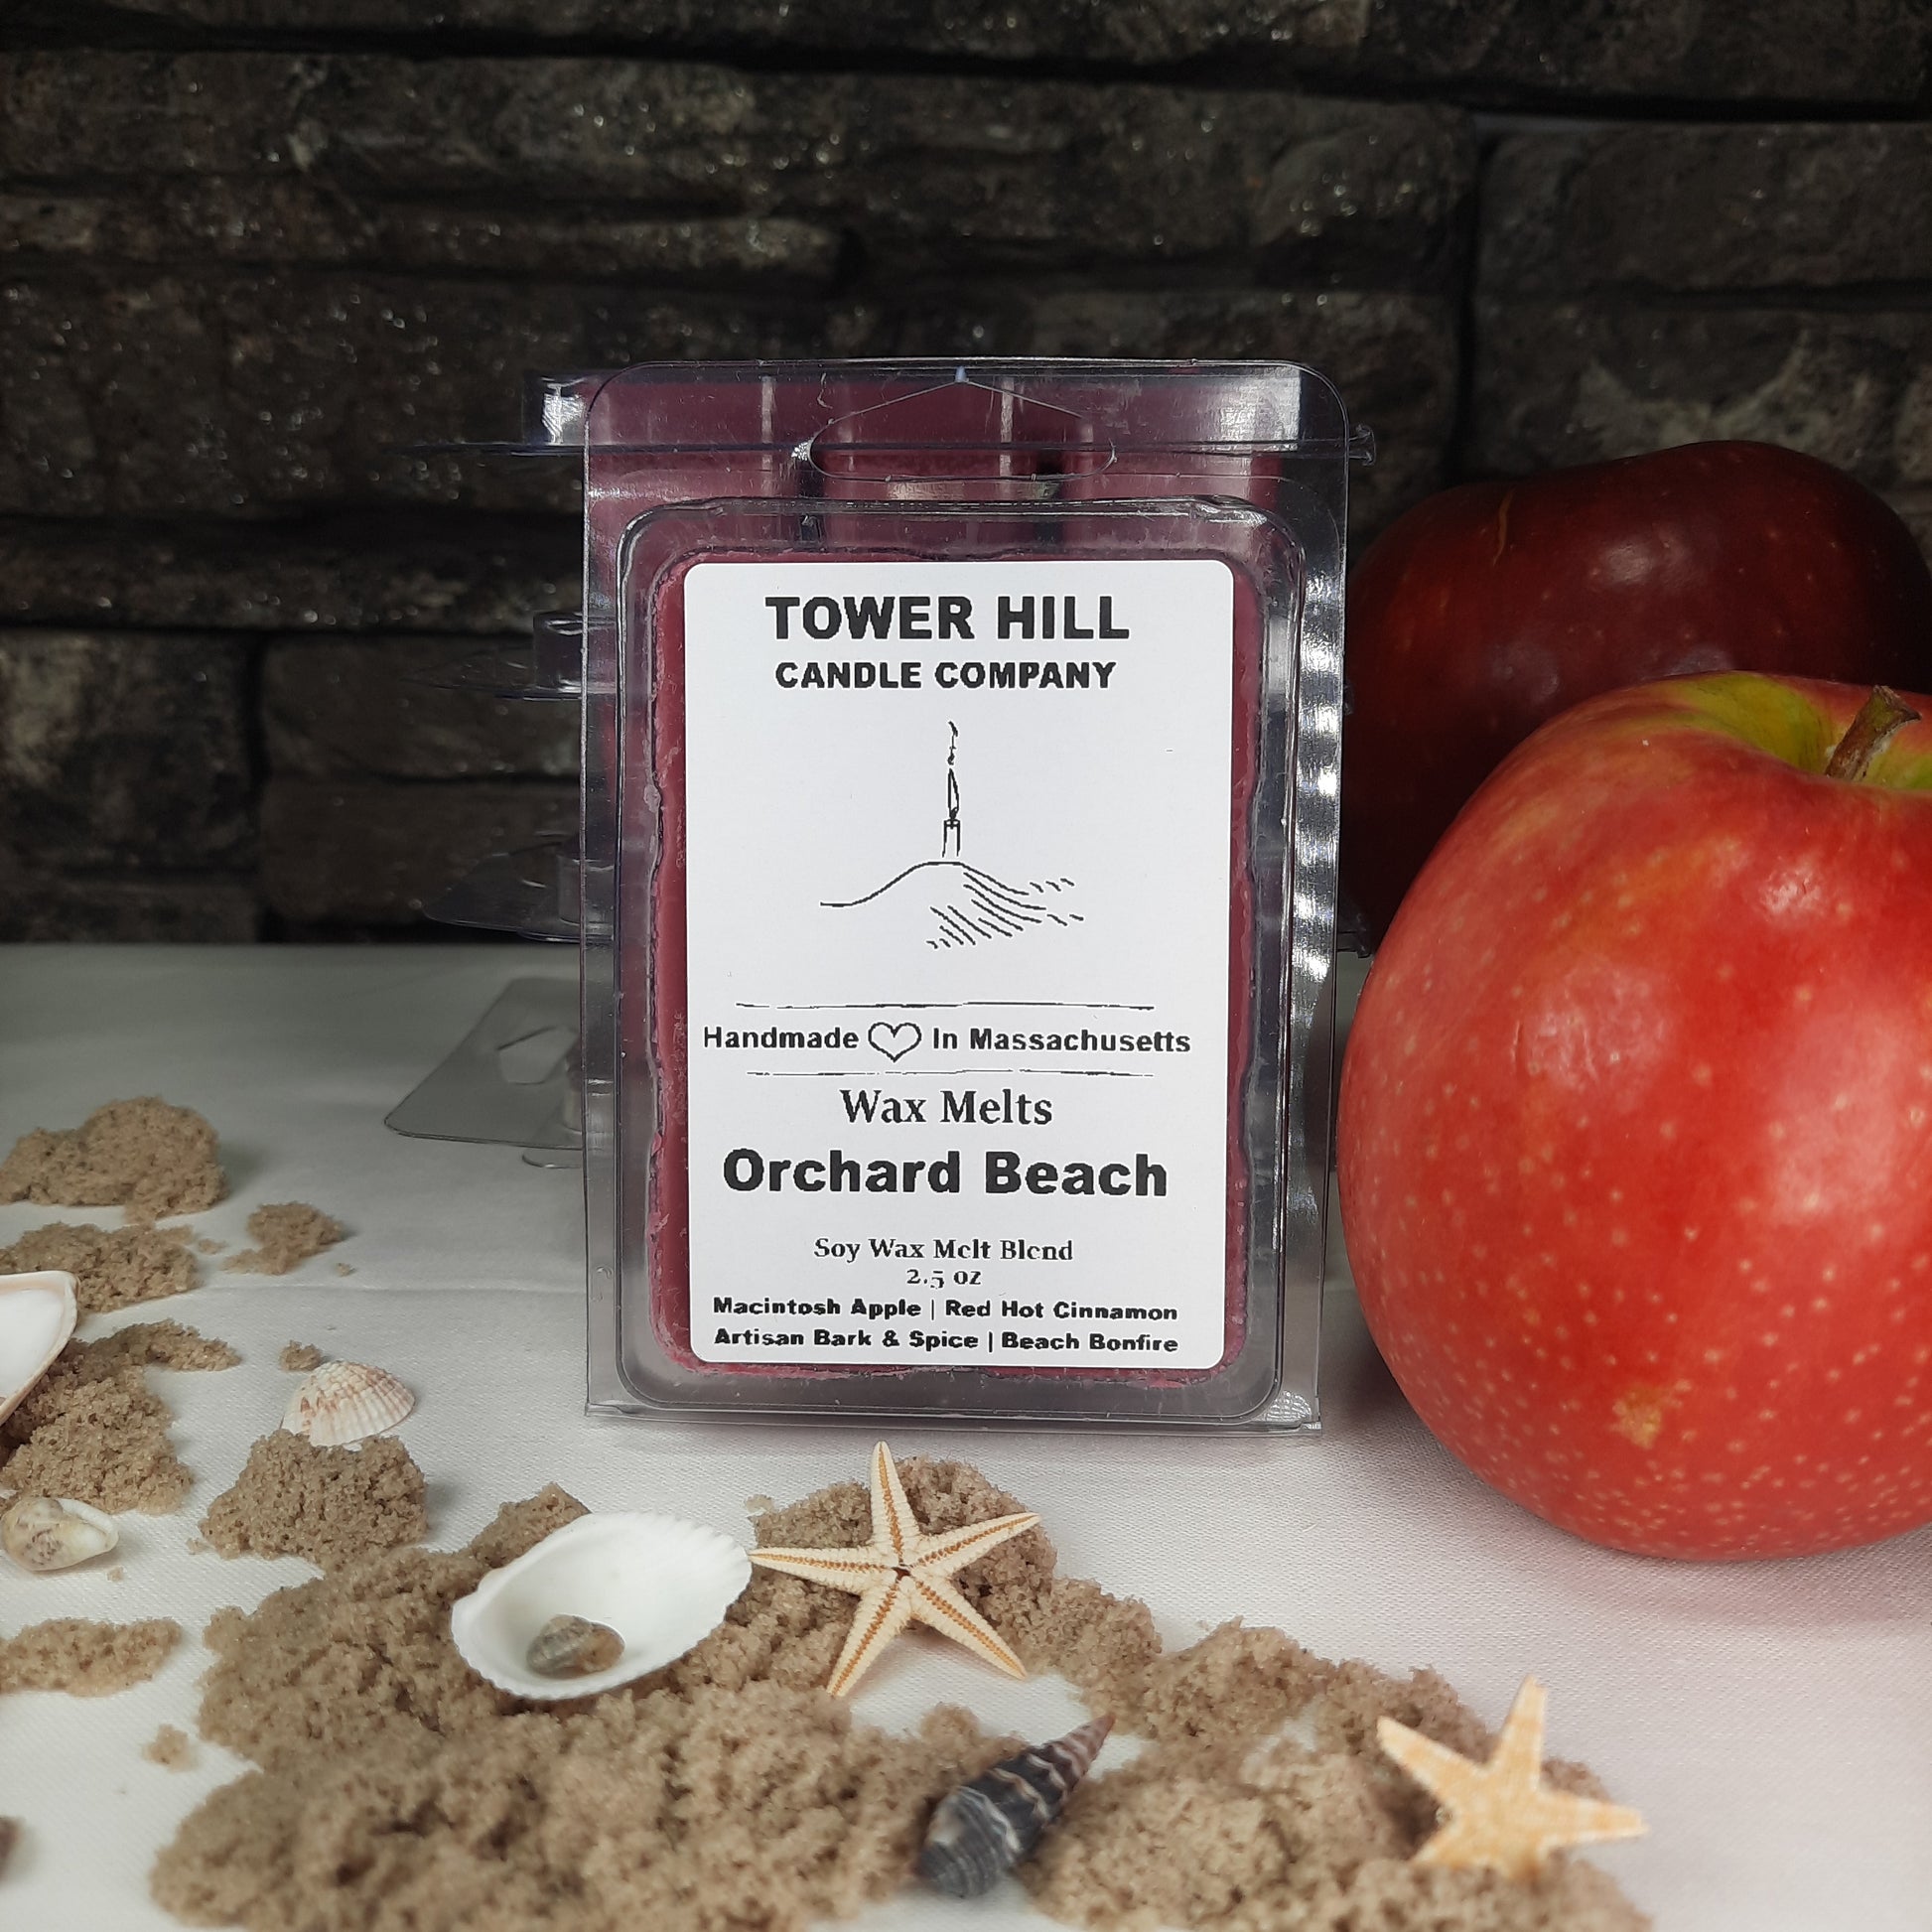 TOWER HILL
CANDLE COMPANY
Handmade In Massachusetts
Wax Melts
Orchard Beach
Soy Wax Melt Blend
2.5 oz
Macintosh Apple | Red Hot Cinnamon
Artisan Bark & Spice | Beach Bonfire